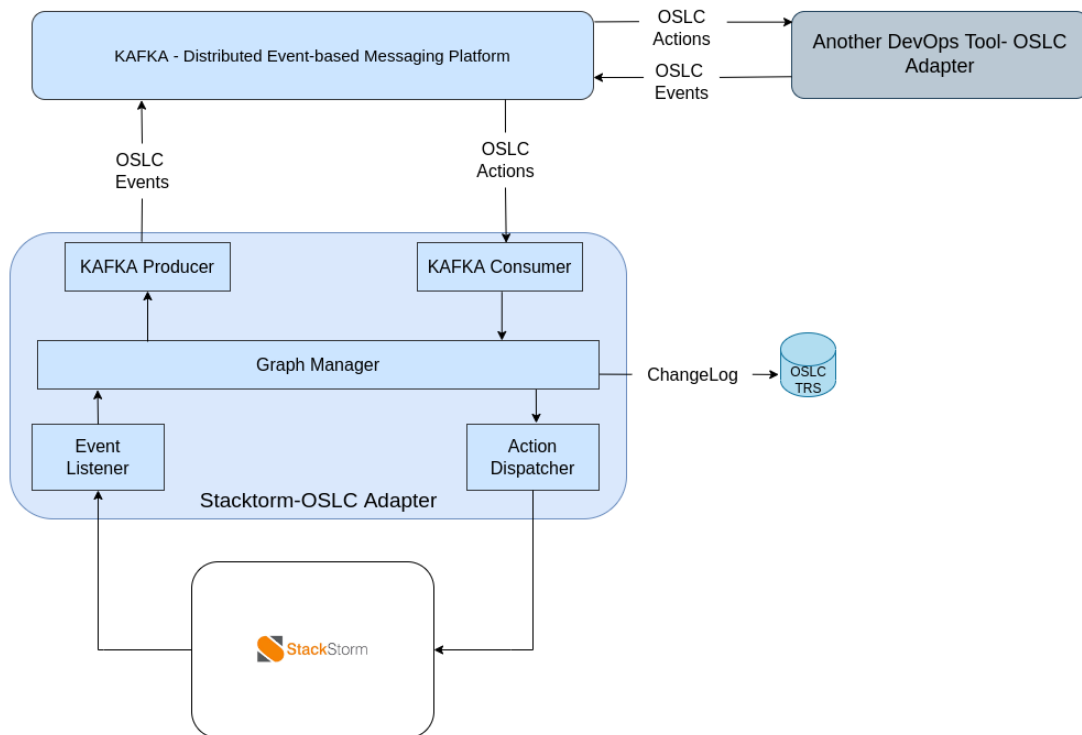 OSLC
Actions
KAFKA - Distributed Event-based Messaging Platform
Another DevOps Tool- OSLC
Adapter
OSLC
Events
OSLC
Events
OSLC
Actions
KAFKA Producer
KAFKA Consumer
Graph Manager
ChangeLog
OSLC
TRS
Event
Listener
Action
Dispatcher
Stacktorm-OSLC Adapter
StackStorm